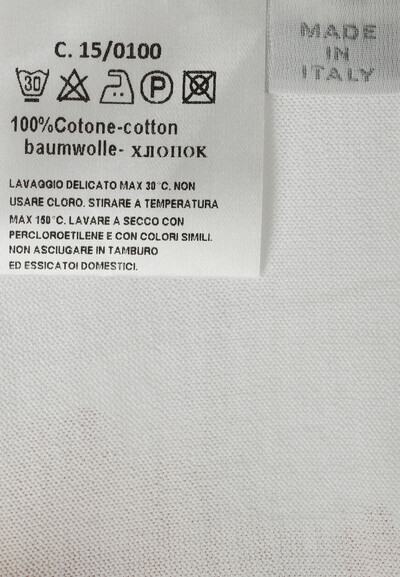 C. 15/0100
MADE
IN
ITALY
30 P
100%Cotone-cotton
baumwolle- хлопок
LAVAGGIO DELICATO MAX 30°C. NON
USARE CLORO. STIRARE A TEMPERATURA
MAX 150°C. LAVARE A SECCO CON
PERCLOROETILENE E CON COLORI SIMILI.
NON ASCIUGARE IN TAMBURO
ED ESSICATOI DOMESTICI.